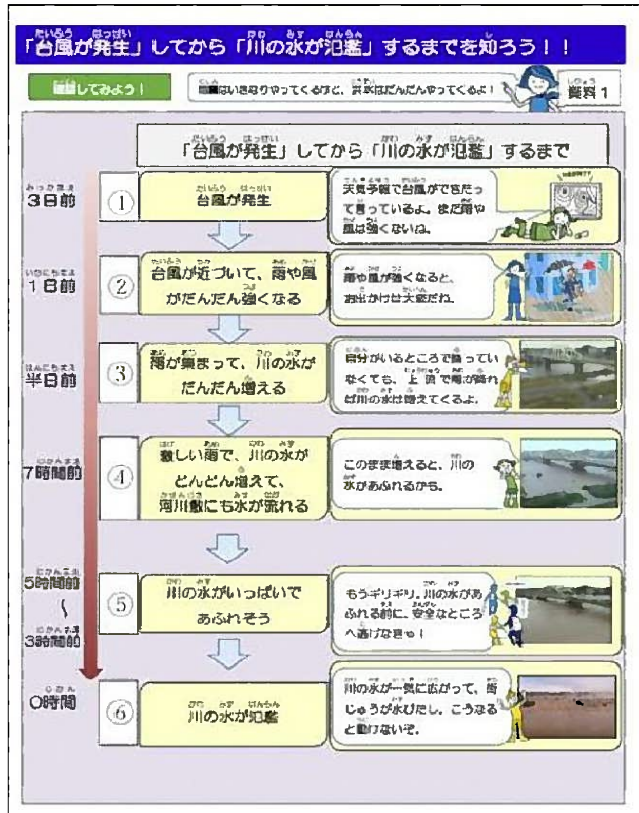 「台風が発生」してから「川の水が氾濫」するまでを知ろう！！
確認してみよう！
地震はいきなりやってくるけど、洪水はだんだんやってくるよ！
資料１
「台風が発生」してから「川の水が氾濫」するまで
3日前
①
台風が発生
天気予報で台風ができたっ
て言っているよ。まだ雨や
風は強くないね。
1日前
②
台風が近づいて、雨や風
がだんだん強くなる
雨や風が強くなると、
お出かけは大変だね。
半日前
③
雨が集まって、川の水が
だんだん増える
自分がいるところで降ってい
なくても、上流で雨が降れ
ば川の水は増えてくるよ。
7時間前
④
激しい雨で、川の水が
どんどん増えて、
河川敷にも水が流れる
このまま増えると、川の
水があふれるかも。
5時間前
～
3時間前
⑤
川の水がいっぱいで
あふれそう
もうギリギリ。川の水があ
ふれる前に、安全なところ
へ逃げなきゃ！
0時間
⑥
川の水が氾濫
川の水が一気に広がって、街
じゅうが水びたし。こうなる
と動けないぞ。
1